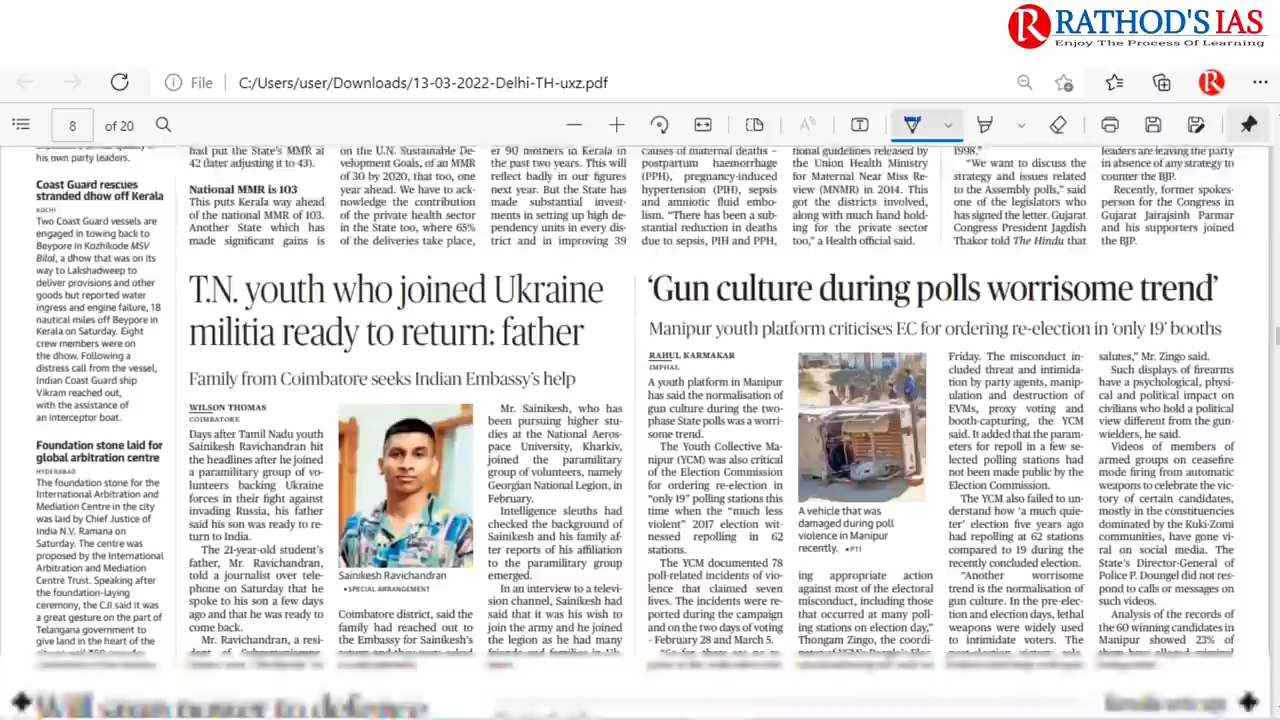 RATHOD'S IAS
Enjoy The Process Of Learning
File
C:/Users/user/Downloads/13-03-2022-Delhi-TH-uxz.pdf
8 of 20
his own party leaders.
Coast Guard rescues
stranded dhow off Kerala
KOCHI
Two Coast Guard vessels are
engaged in towing back to
Beypore in Kozhikode MSV
Bilal, a dhow that was on its
way to Lakshadweep to
deliver provisions and other
goods but reported water
ingress and engine failure, 18
nautical miles off Beypore in
Kerala on Saturday. Eight
crew members were on
the dhow. Following a
distress call from the vessel,
Indian Coast Guard ship
Vikram reached out,
with the assistance of
an interceptor boat.
Foundation stone laid for
global arbitration centre
HYDERABAD
The foundation stone for the
International Arbitration and
Mediation Centre in the city
was laid by Chief Justice of
India N.V. Ramana on
Saturday. The centre was
proposed by the International
Arbitration and Mediation
Centre Trust. Speaking after
the foundation-laying
ceremony, the CJI said it was
a great gesture on the part of
Telangana government to
give land in the heart of the
had put the State's MMR at
42 (later adjusting it to 43).
National MMR is 103
This puts Kerala way ahead of
the national MMR of 103.
Another State which has
made significant gains is
on the U.N. Sustainable De-
velopment Goals, of an MMR
of 30 by 2020, that too, one
year ahead. We have to ack-
nowledge the contribution
of the private health sector
in the State too, where 65%
of the deliveries take place,
er 90 mothers in Kerala in
the past two years. This will
reflect badly in our figures
next year. But the State has
made substantial invest-
ments in setting up high de-
pendency units in every dis-
trict and in improving 39
causes of maternal deaths –
postpartum haemorrhage
(PPH), pregnancy-induced
hypertension (PIH), sepsis
and amniotic fluid embo-
lism. "There has been a sub-
stantial reduction in deaths
due to sepsis, PIH and PPH,
tional guidelines released by
the Union Health Ministry
for Maternal Near Miss Re-
view (MNMR) in 2014. This
got the districts involved,
along with much hand hold-
ing for the private sector
too," a Health official said.
1998."
"We want to discuss the
strategy and issues related
to the Assembly polls," said
one of the legislators who
has signed the letter. Gujarat
Congress President Jagdish
Thakor told The Hindu that
leaders are leaving the party
in absence of any strategy to
counter the BJP.
Recently, former spokes-
person for the Congress in
Gujarat Jairajsinh Parmar
and his supporters joined
the BJP.
T.N. youth who joined Ukraine
militia ready to return: father
Family from Coimbatore seeks Indian Embassy's help
WILSON THOMAS
COIMBATORE
Days after Tamil Nadu youth
Sainikesh Ravichandran hit
the headlines after he joined
a paramilitary group of vo-
lunteers backing Ukraine
forces in their fight against
invading Russia, his father
said his son was ready to re-
turn to India.
The 21-year-old student's
father, Mr. Ravichandran,
told a journalist over tele-
phone on Saturday that he
spoke to his son a few days
ago and that he was ready to
come back.
Mr. Ravichandran, a resi-
Sainikesh Ravichandran
▪SPECIAL ARRANGEMENT
Coimbatore district, said the
family had reached out to
the Embassy for Sainikesh's
Mr. Sainikesh, who has
been pursuing higher stu-
dies at the National Aeros-
pace University, Kharkiv,
joined the paramilitary
group of volunteers, namely
Georgian National Legion, in
February.
Intelligence sleuths had
checked the background of
Sainikesh and his family af-
ter reports of his affiliation
to the paramilitary group
emerged.
In an interview to a televi-
sion channel, Sainikesh had
said that it was his wish to
join the army and he joined
the legion as he had many
'Gun culture during polls worrisome trend'
Manipur youth platform criticises EC for ordering re-election in 'only 19' booths
RAHUL KARMAKAR
IMPHAL
A youth platform in Manipur
has said the normalisation of
gun culture during the two-
phase State polls was a worri-
some trend.
The Youth Collective Ma-
nipur (YCM) was also critical
of the Election Commission
for ordering re-election in
"only 19" polling stations this
time when the "much less
violent" 2017 election wit-
nessed repolling in 62
stations.
The YCM documented 78
poll-related incidents of vio-
lence that claimed seven
lives. The incidents were re-
ported during the campaign
and on the two days of voting
- February 28 and March 5.
A vehicle that was
damaged during poll
violence in Manipur
recently. ▪PTI
ing appropriate action
against most of the electoral
misconduct, including those
that occurred at many poll-
ing stations on election day,"
Thongam Zingo, the coordi-
Friday. The misconduct in-
cluded threat and intimida-
tion by party agents, manip-
ulation and destruction of
EVMs, proxy voting and
booth-capturing, the YCM
said. It added that the param-
eters for repoll in a few se-
lected polling stations had
not been made public by the
Election Commission.
The YCM also failed to un-
derstand how 'a much quie-
ter' election five years ago
had repolling at 62 stations
compared to 19 during the
recently concluded election.
"Another worrisome
trend is the normalisation of
gun culture. In the pre-elec-
tion and election days, lethal
weapons were widely used
to intimidate voters. The
salutes," Mr. Zingo said.
Such displays of firearms
have a psychological, physi-
cal and political impact on
civilians who hold a political
view different from the gun-
wielders, he said.
Videos of members of
armed groups on ceasefire
mode firing from automatic
weapons to celebrate the vic-
tory of certain candidates,
mostly in the constituencies
dominated by the Kuki-Zomi
communities, have gone vi-
ral on social media. The
State's Director-General of
Police P. Doungel did not res-
pond to calls or messages on
such videos.
Analysis of the records of
the 60 winning candidates in
Manipur showed 23% of